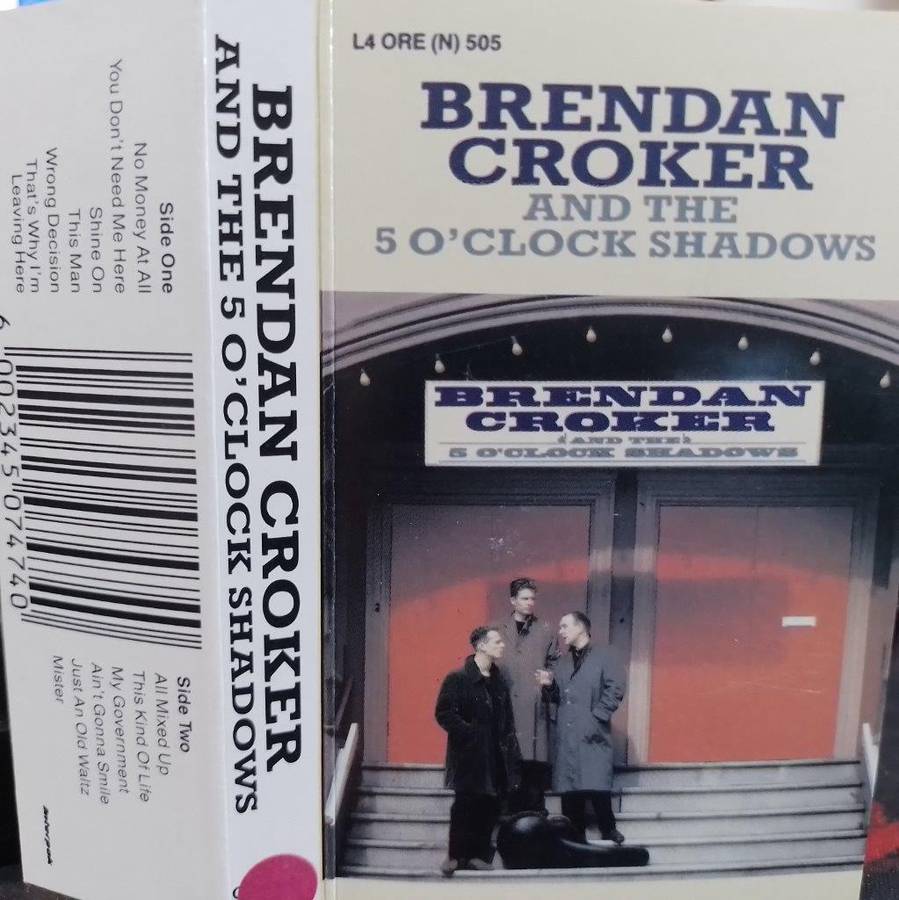 L4 ORE (N) 505
BRENDAN
CROKER
AND THE
5 O'CLOCK SHADOWS
BRENDAN
CROKER
AND THE
5 O'CLOCK SHADOWS
BRENDAN CROKER
AND THE 5 O'CLOCK SHADOWS
Side One
No Money At All
You Don't Need Me Here
Shine On
This Man
Wrong Decision
That's Why I'm
Leaving Here
6 002345 074740
Side Two
All Mixed Up
This Kind Of Life
My Government
Ain't Gonna Smile
Just An Old Waltz
Mister